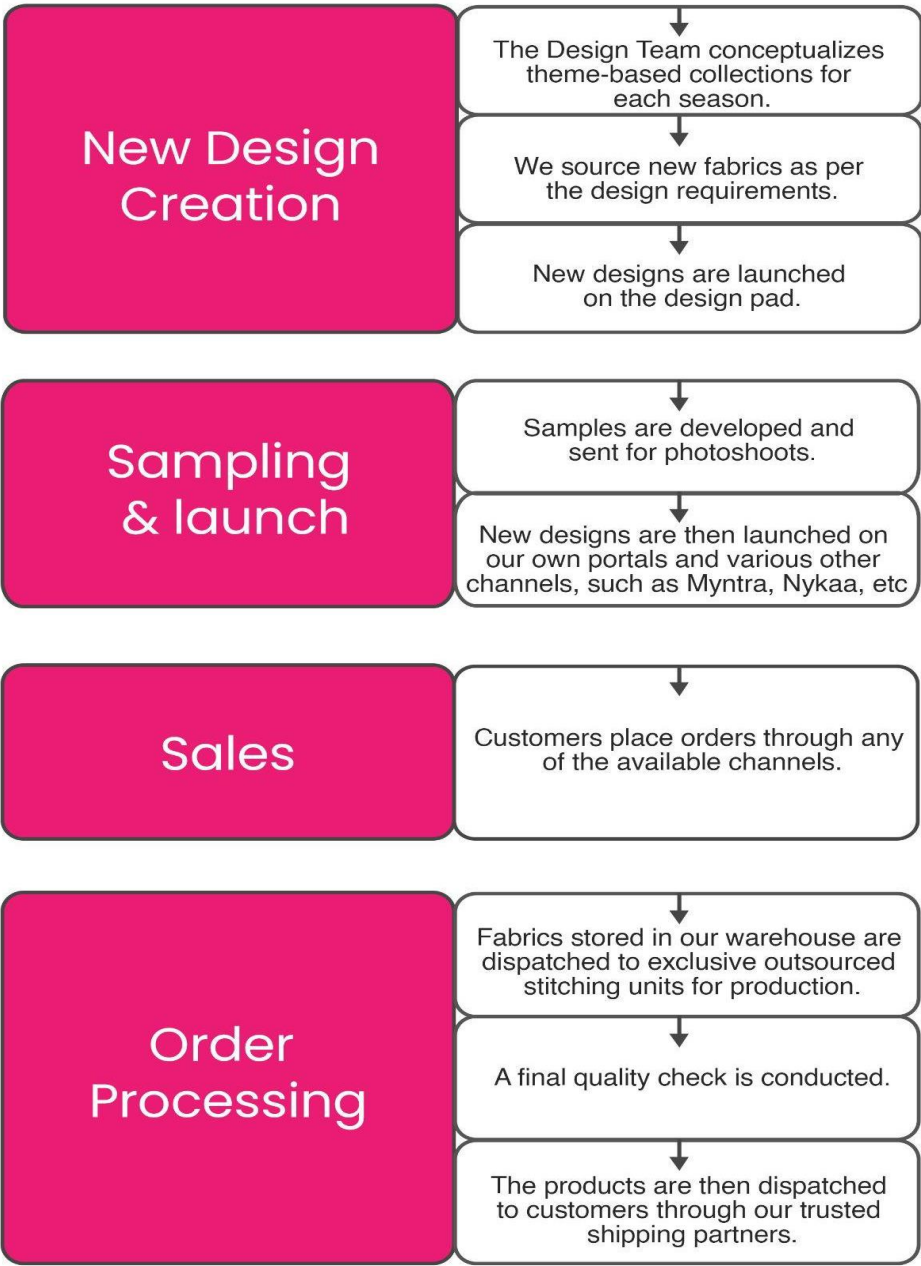 New Design
Creation
The Design Team conceptualizes
theme-based collections for
each season.
We source new fabrics as per
the design requirements.
New designs are launched
on the design pad.
Sampling
& launch
Samples are developed and
sent for photoshoots.
New designs are then launched on
our own portals and various other
channels, such as Myntra, Nykaa, etc
Sales
Customers place orders through any
of the available channels.
Order
Processing
Fabrics stored in our warehouse are
dispatched to exclusive outsourced
stitching units for production.
A final quality check is conducted.
The products are then dispatched
to customers through our trusted
shipping partners.